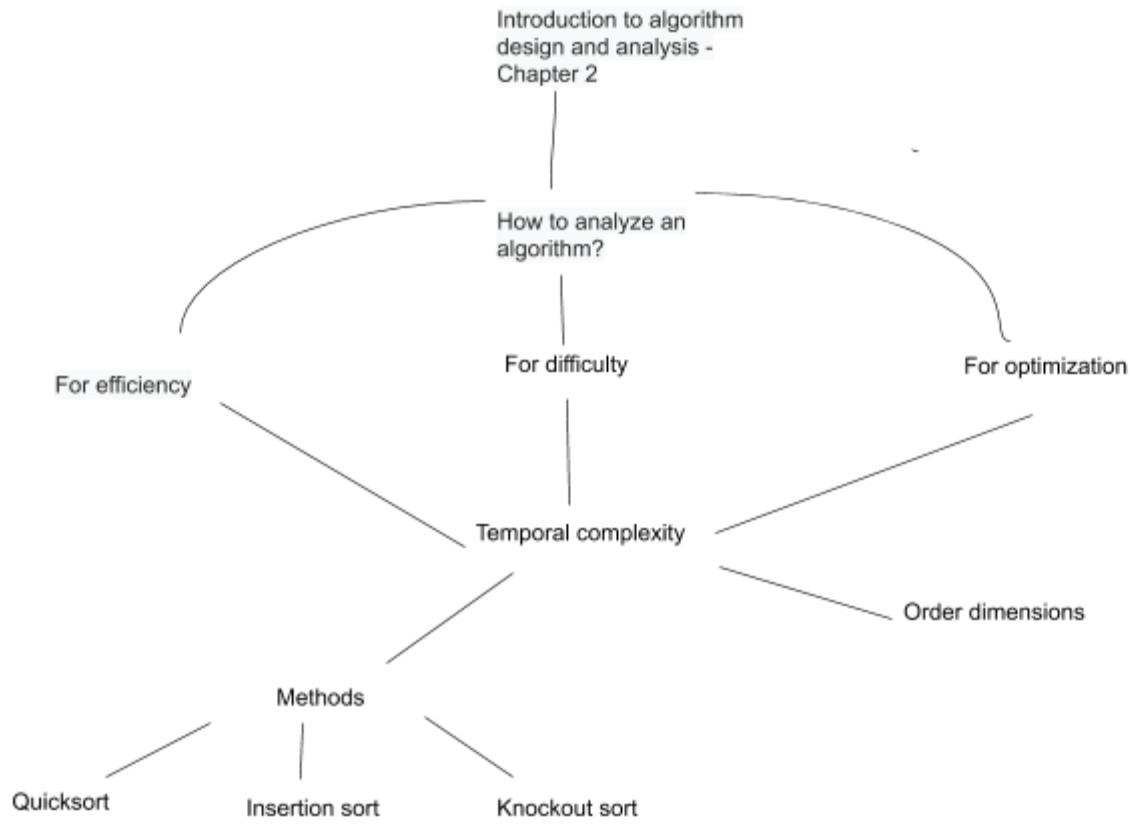 Introduction to algorithm
design and analysis -
Chapter 2
How to analyze an
algorithm?
For efficiency
For difficulty
For optimization
Temporal complexity
Order dimensions
Methods
Quicksort
Insertion sort
Knockout sort